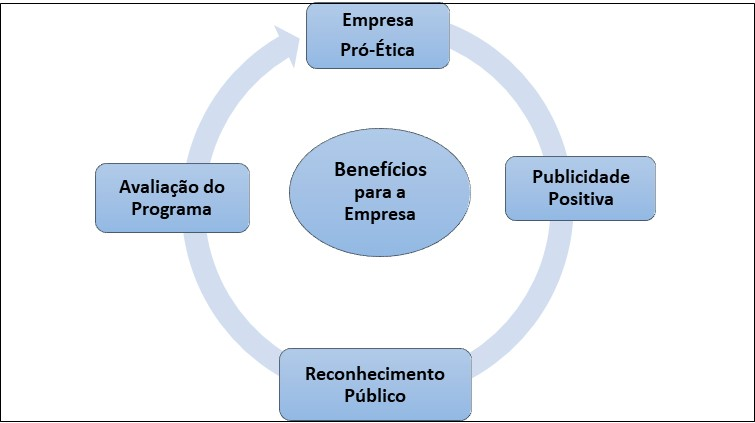 Empresa
Pró-Ética
Publicidade
Positiva
Reconhecimento
Público
Avaliação do
Programa
Benefícios
para a
Empresa